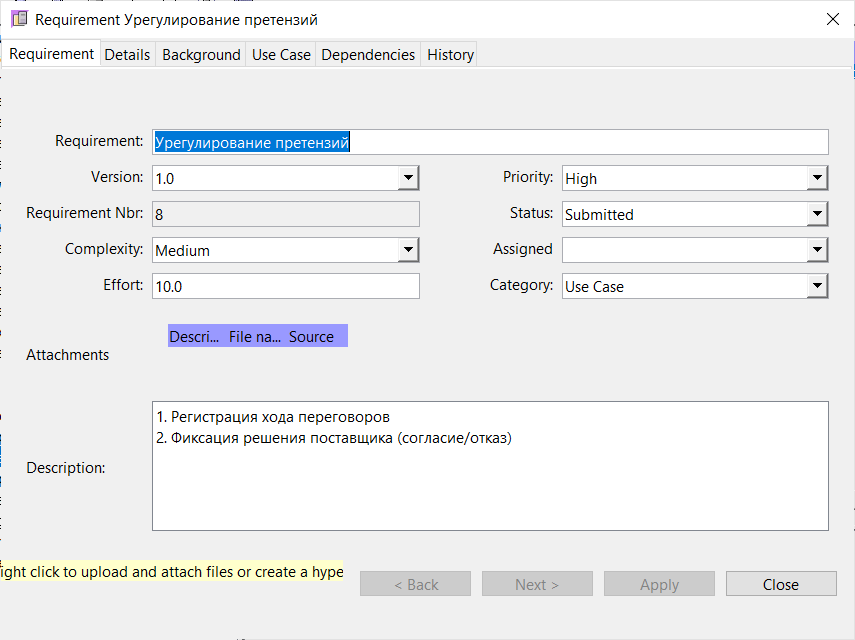 Requirement Урегулирование претензий
Requirement Details Background Use Case Dependencies History
Requirement: Урегулирование претензий
Version: 1.0 Priority: High
Requirement Nbr: 8 Status: Submitted
Complexity: Medium Assigned
Effort: 10.0 Category: Use Case
Descri... File na... Source
Attachments
1. Регистрация хода переговоров
2. Фиксация решения поставщика (согласие/отказ)
Description:
ight click to upload and attach files or create a hype
< Back Next > Apply Close